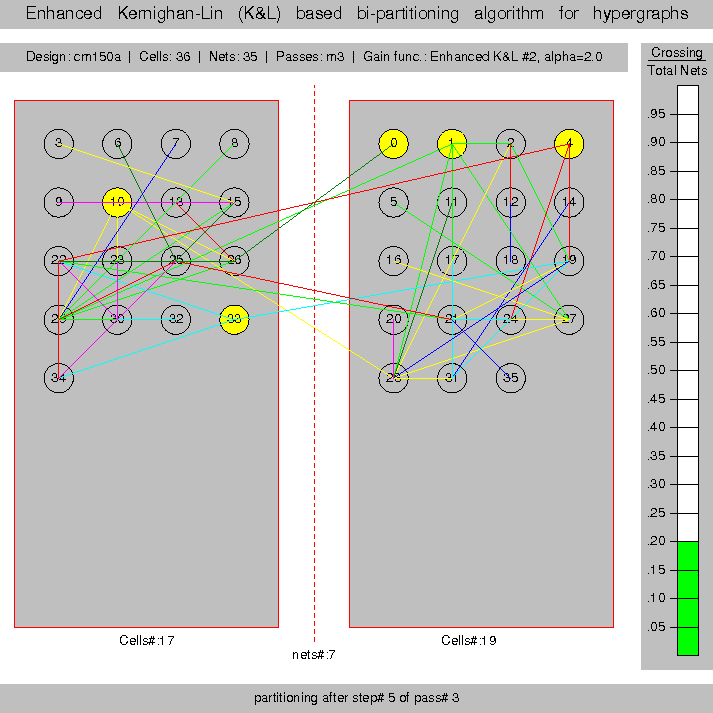 Enhanced Kernighan-Lin (K&L) based bi-partitioning algorithm for hypergraphs
Design: cm150a | Cells: 36 | Nets: 35 | Passes: m3 | Gain func.: Enhanced K&L #2, alpha=2.0
Crossing
Total Nets
3 6 7 8 0 1 2 4
9 10 13 15 5 11 12 14
22 23 25 26 16 17 18 19
30 32 33 20 21 24 27
34 31 35
.95
.90
.85
.80
.75
.70
.65
.60
.55
.50
.45
.40
.35
.30
.25
.20
.15
.10
.05
Cells#:17
Cells#:19
nets#:7
partitioning after step# 5 of pass# 3